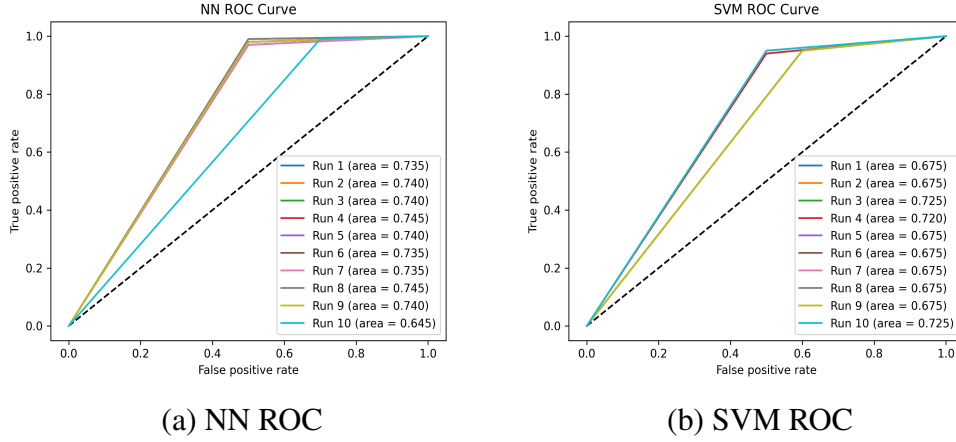 NN ROC Curve
True positive rate
1.0
0.8
0.6
0.4
0.2
0.0
Run 1 (area = 0.735)
Run 2 (area = 0.740)
Run 3 (area = 0.740)
Run 4 (area = 0.745)
Run 5 (area = 0.740)
Run 6 (area = 0.735)
Run 7 (area = 0.735)
Run 8 (area = 0.745)
Run 9 (area = 0.740)
Run 10 (area = 0.645)
0.0 0.2 0.4 0.6 0.8 1.0
False positive rate
(a) NN ROC
SVM ROC Curve
True positive rate
1.0
0.8
0.6
0.4
0.2
0.0
Run 1 (area = 0.675)
Run 2 (area = 0.675)
Run 3 (area = 0.725)
Run 4 (area = 0.720)
Run 5 (area = 0.675)
Run 6 (area = 0.675)
Run 7 (area = 0.675)
Run 8 (area = 0.675)
Run 9 (area = 0.675)
Run 10 (area = 0.725)
0.0 0.2 0.4 0.6 0.8 1.0
False positive rate
(b) SVM ROC